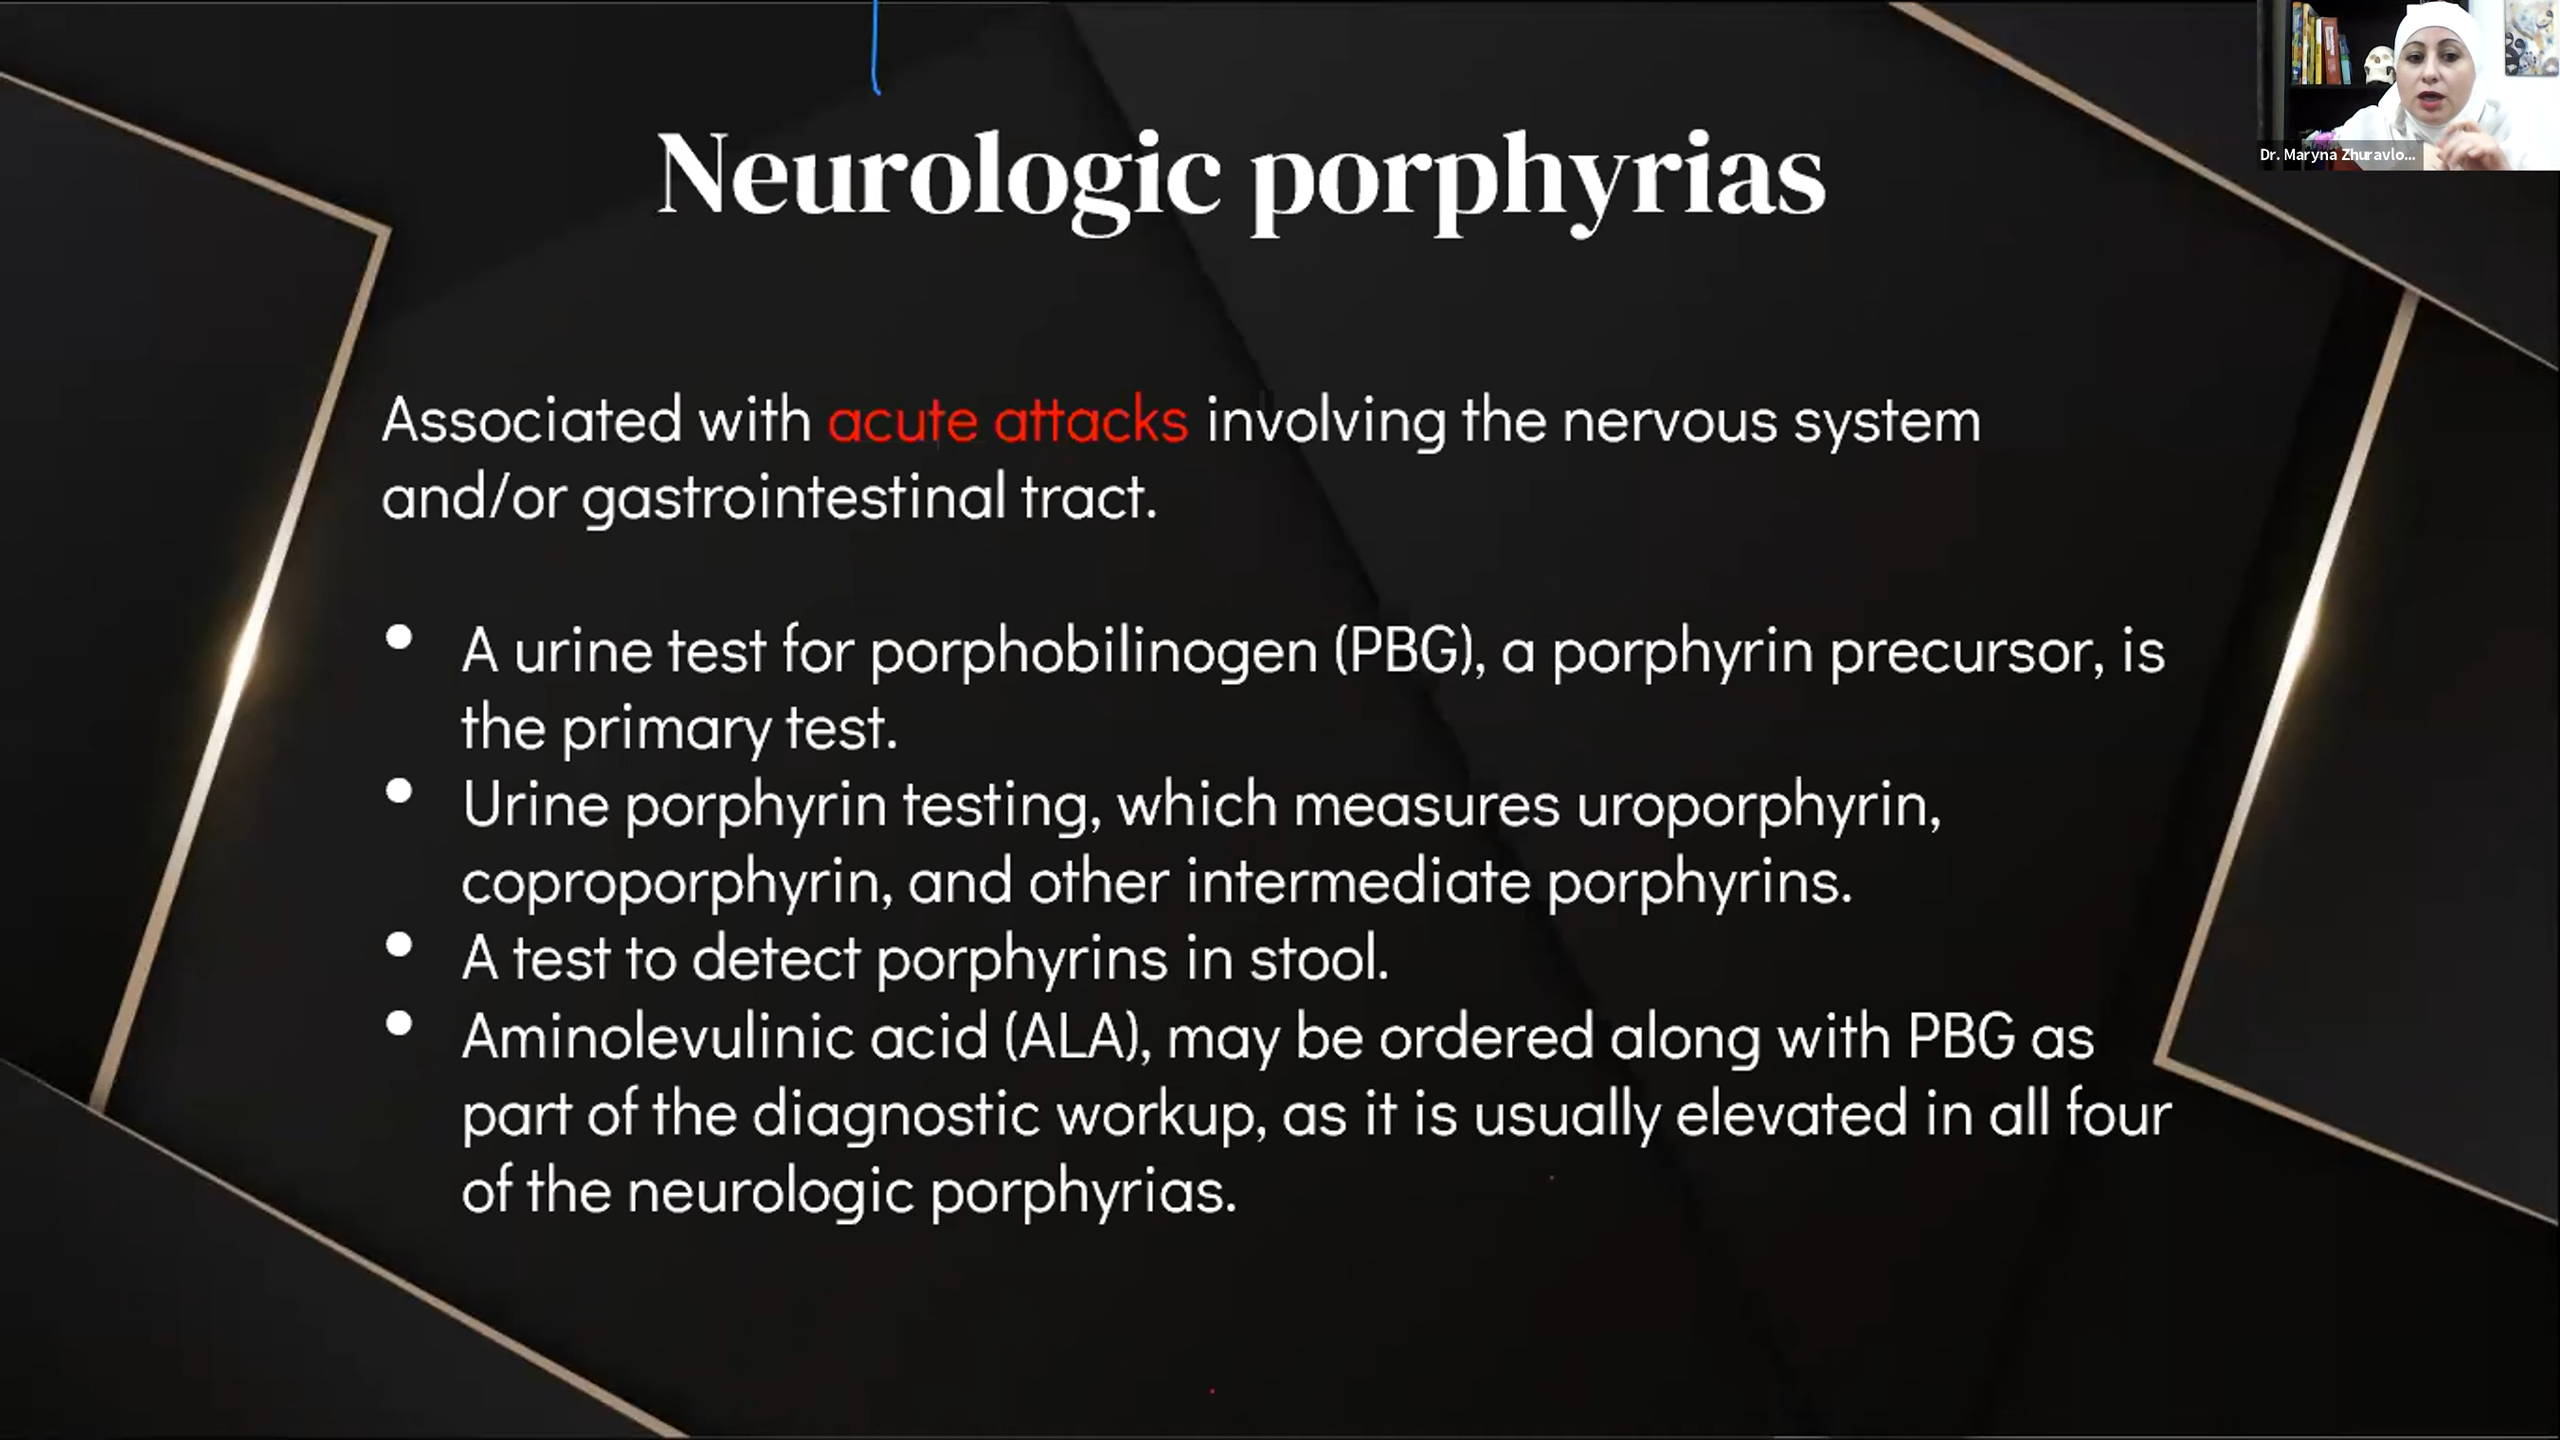 Dr. Maryna Zhuravlo...
Neurologic porphyrias
Associated with acute attacks involving the nervous system
and/or gastrointestinal tract.
• A urine test for porphobilinogen (PBG), a porphyrin precursor, is
the primary test.
• Urine porphyrin testing, which measures uroporphyrin,
coproporphyrin, and other intermediate porphyrins.
• A test to detect porphyrins in stool.
• Aminolevulinic acid (ALA), may be ordered along with PBG as
part of the diagnostic workup, as it is usually elevated in all four
of the neurologic porphyrias.